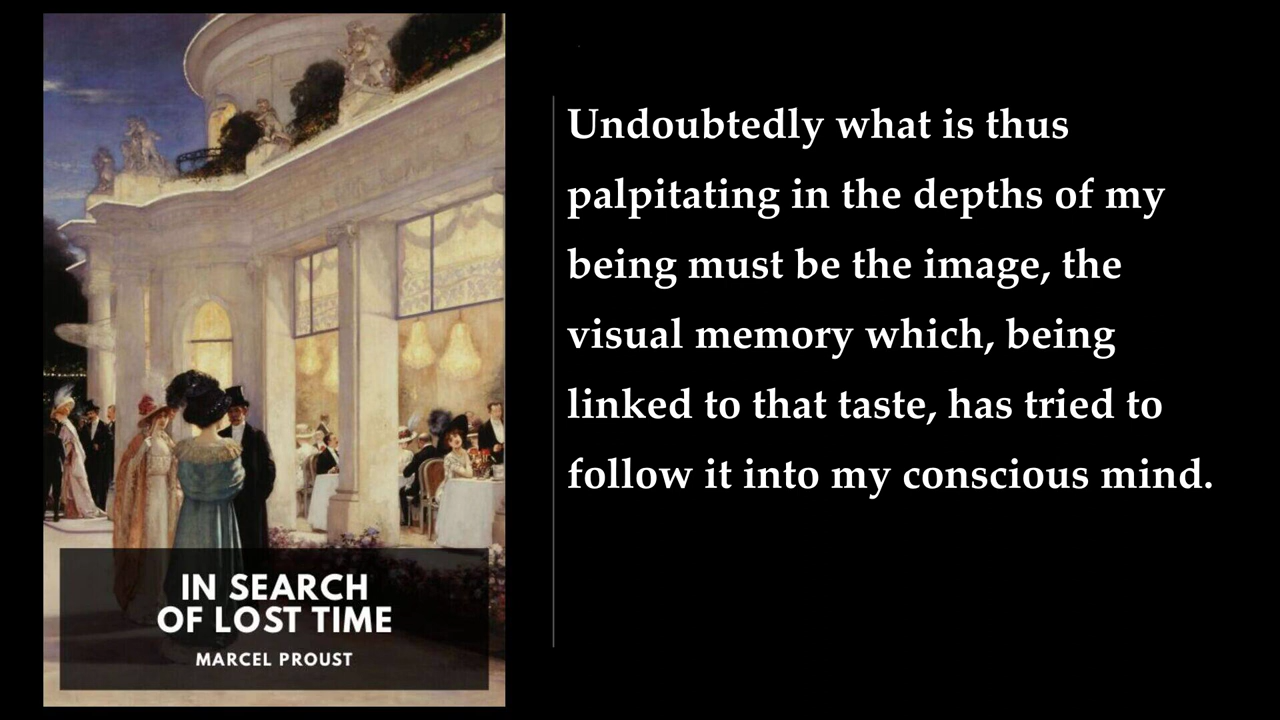 Undoubtedly what is thus
palpitating in the depths of my
being must be the image, the
visual memory which, being
linked to that taste, has tried to
follow it into my conscious mind.
IN SEARCH
OF LOST TIME
MARCEL PROUST